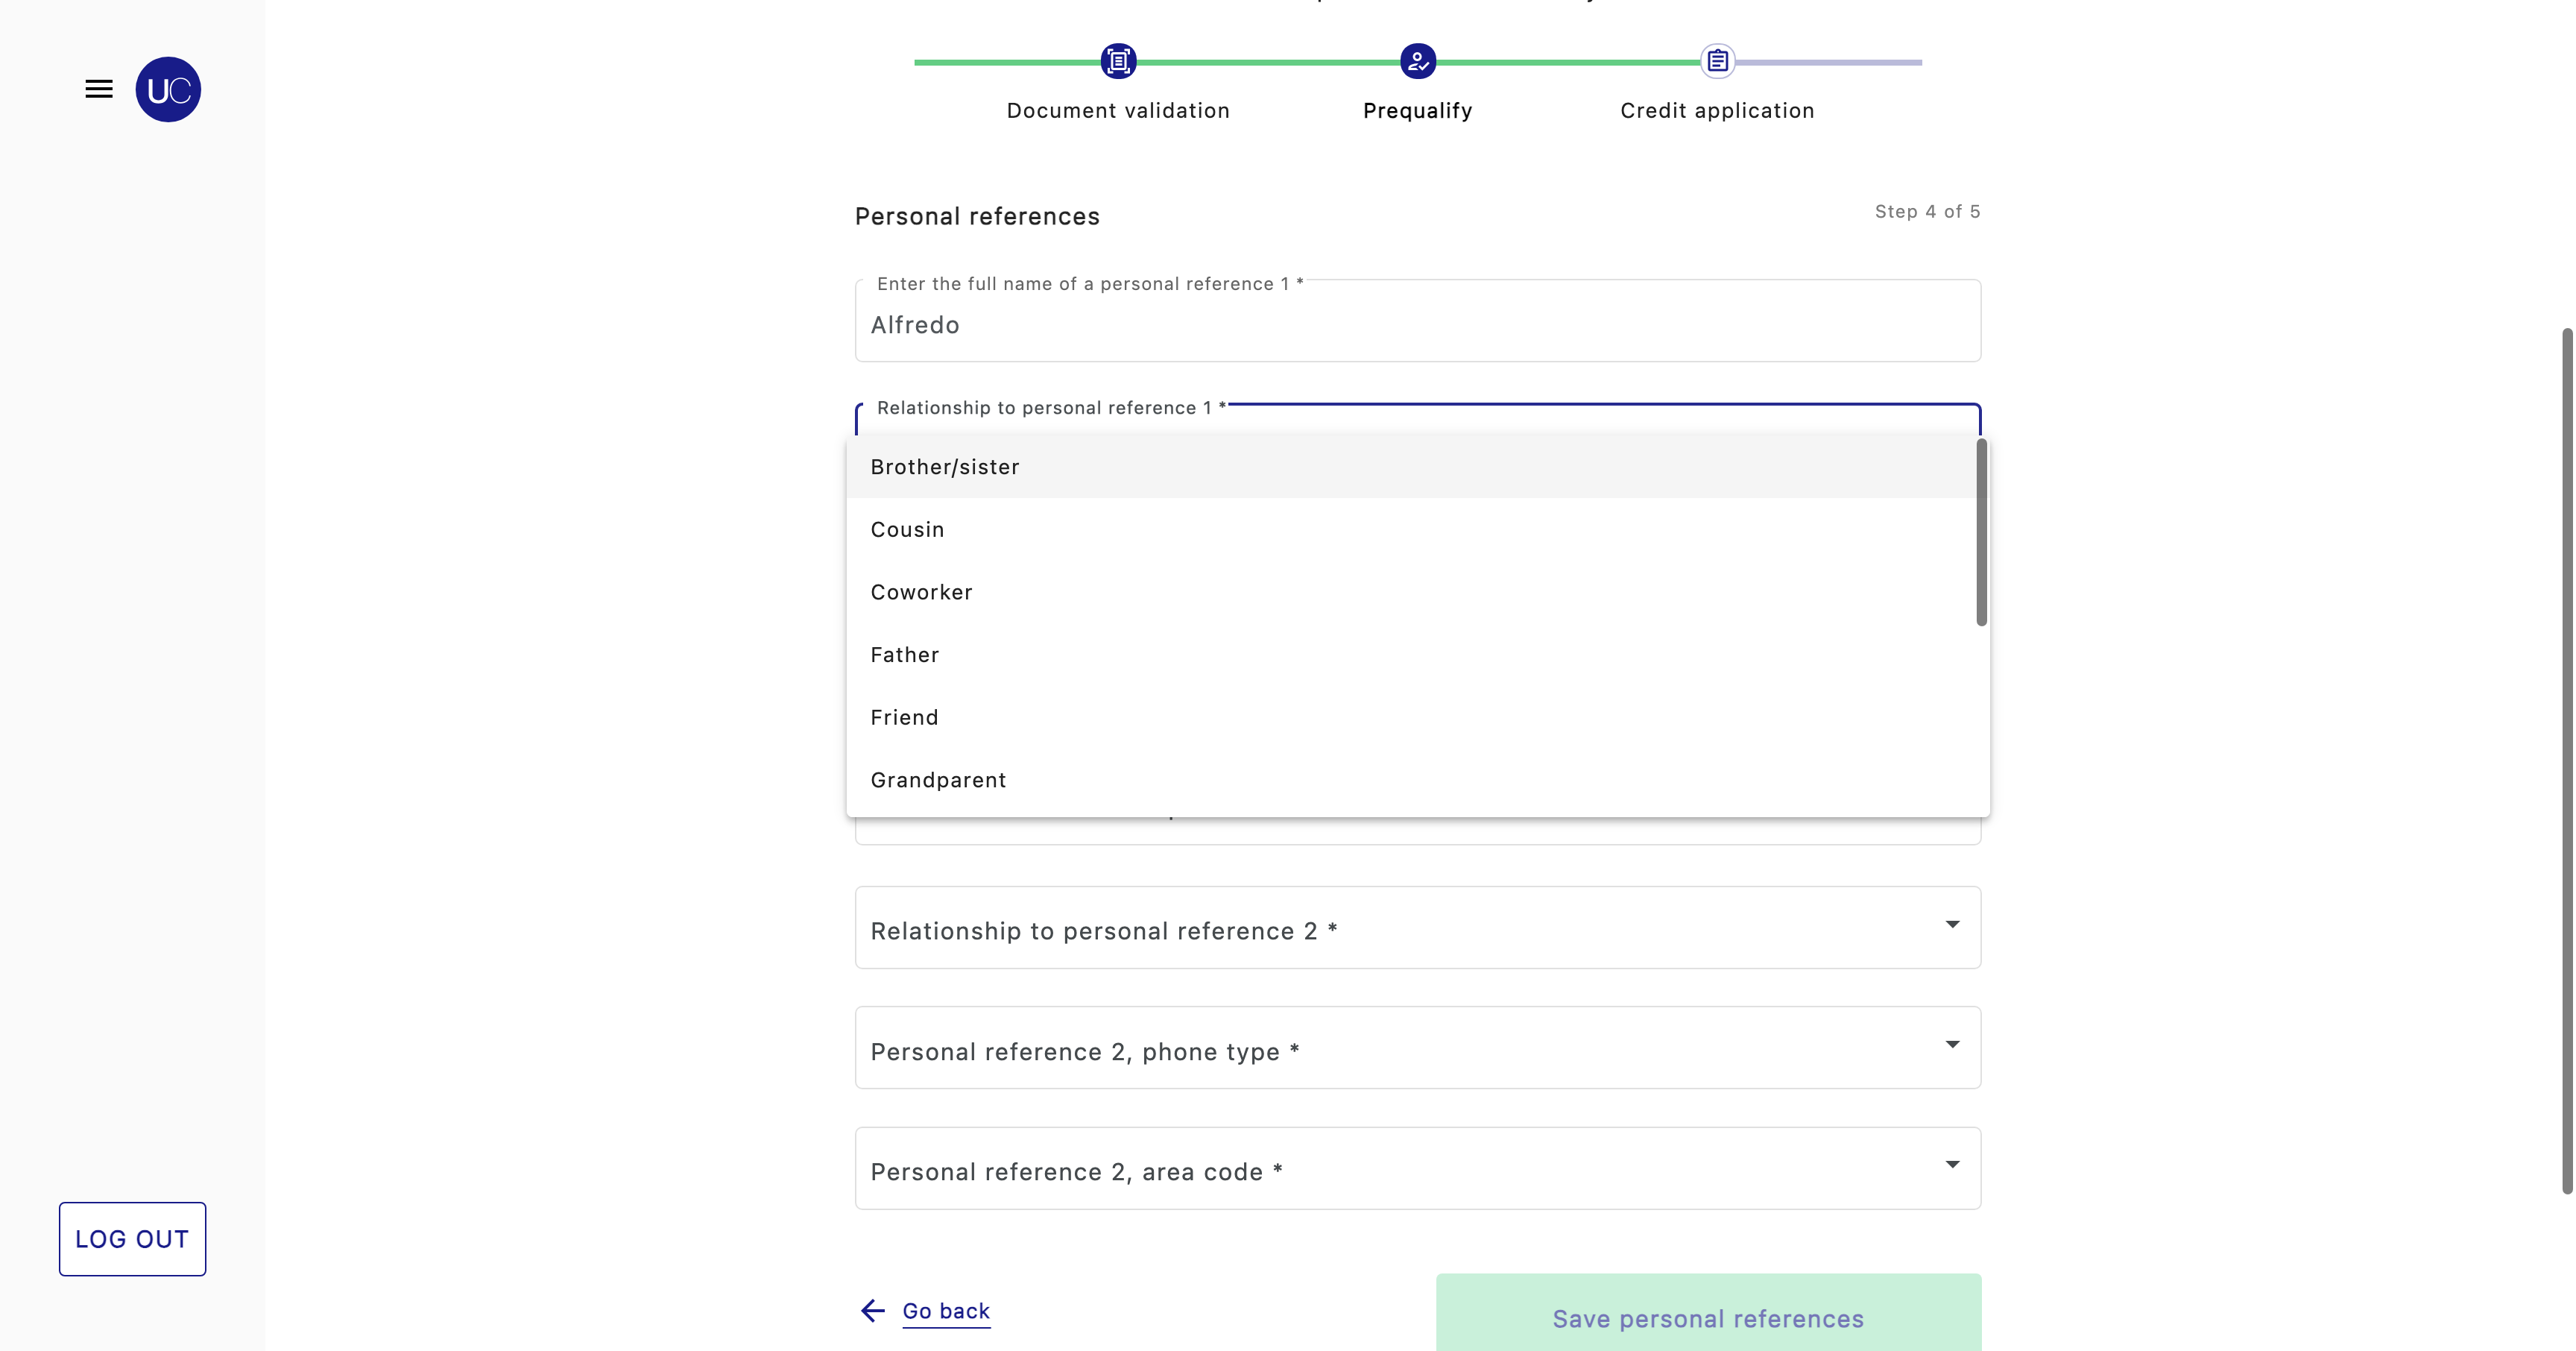 UC
Document validation
Prequalify
Credit application
Personal references
Step 4 of 5
Enter the full name of a personal reference 1 *
Alfredo
Relationship to personal reference 1 *
Brother/sister
Cousin
Coworker
Father
Friend
Grandparent
Relationship to personal reference 2 *
Personal reference 2, phone type *
Personal reference 2, area code *
LOG OUT
Go back
Save personal references